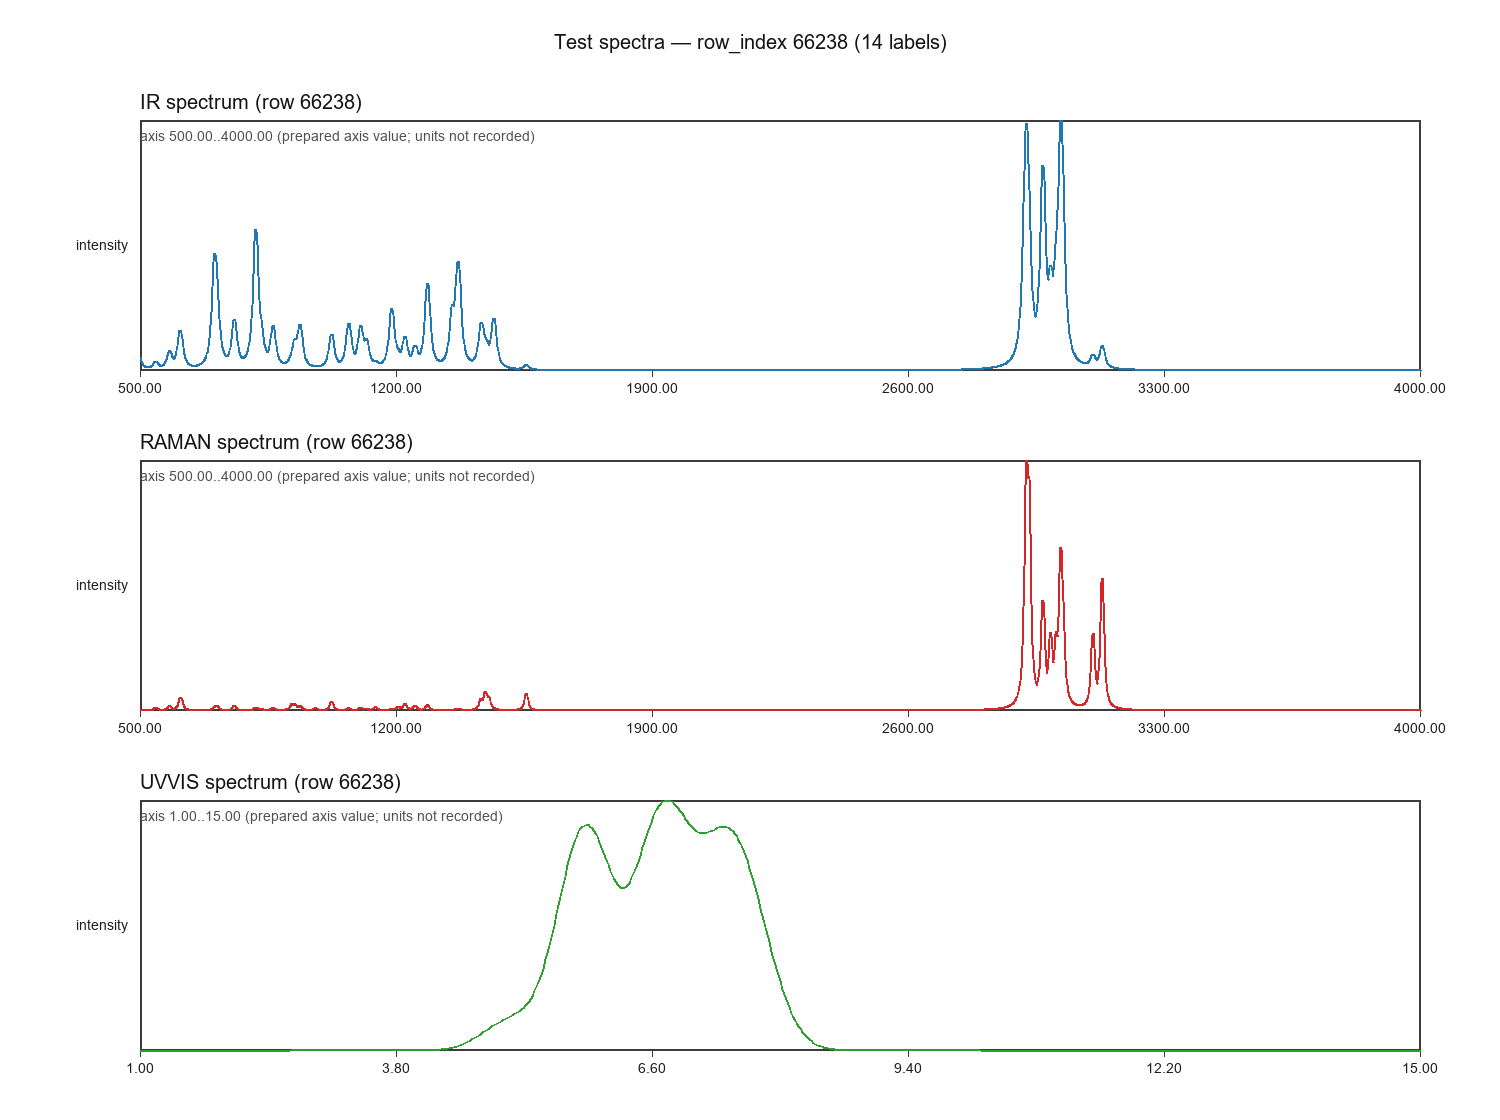 Test spectra — row_index 66238 (14 labels)
IR spectrum (row 66238)
axis 500.00..4000.00 (prepared axis value; units not recorded)
intensity
500.00 1200.00 1900.00 2600.00 3300.00 4000.00
RAMAN spectrum (row 66238)
axis 500.00..4000.00 (prepared axis value; units not recorded)
intensity
500.00 1200.00 1900.00 2600.00 3300.00 4000.00
UVVIS spectrum (row 66238)
axis 1.00..15.00 (prepared axis value; units not recorded)
intensity
1.00 3.80 6.60 9.40 12.20 15.00